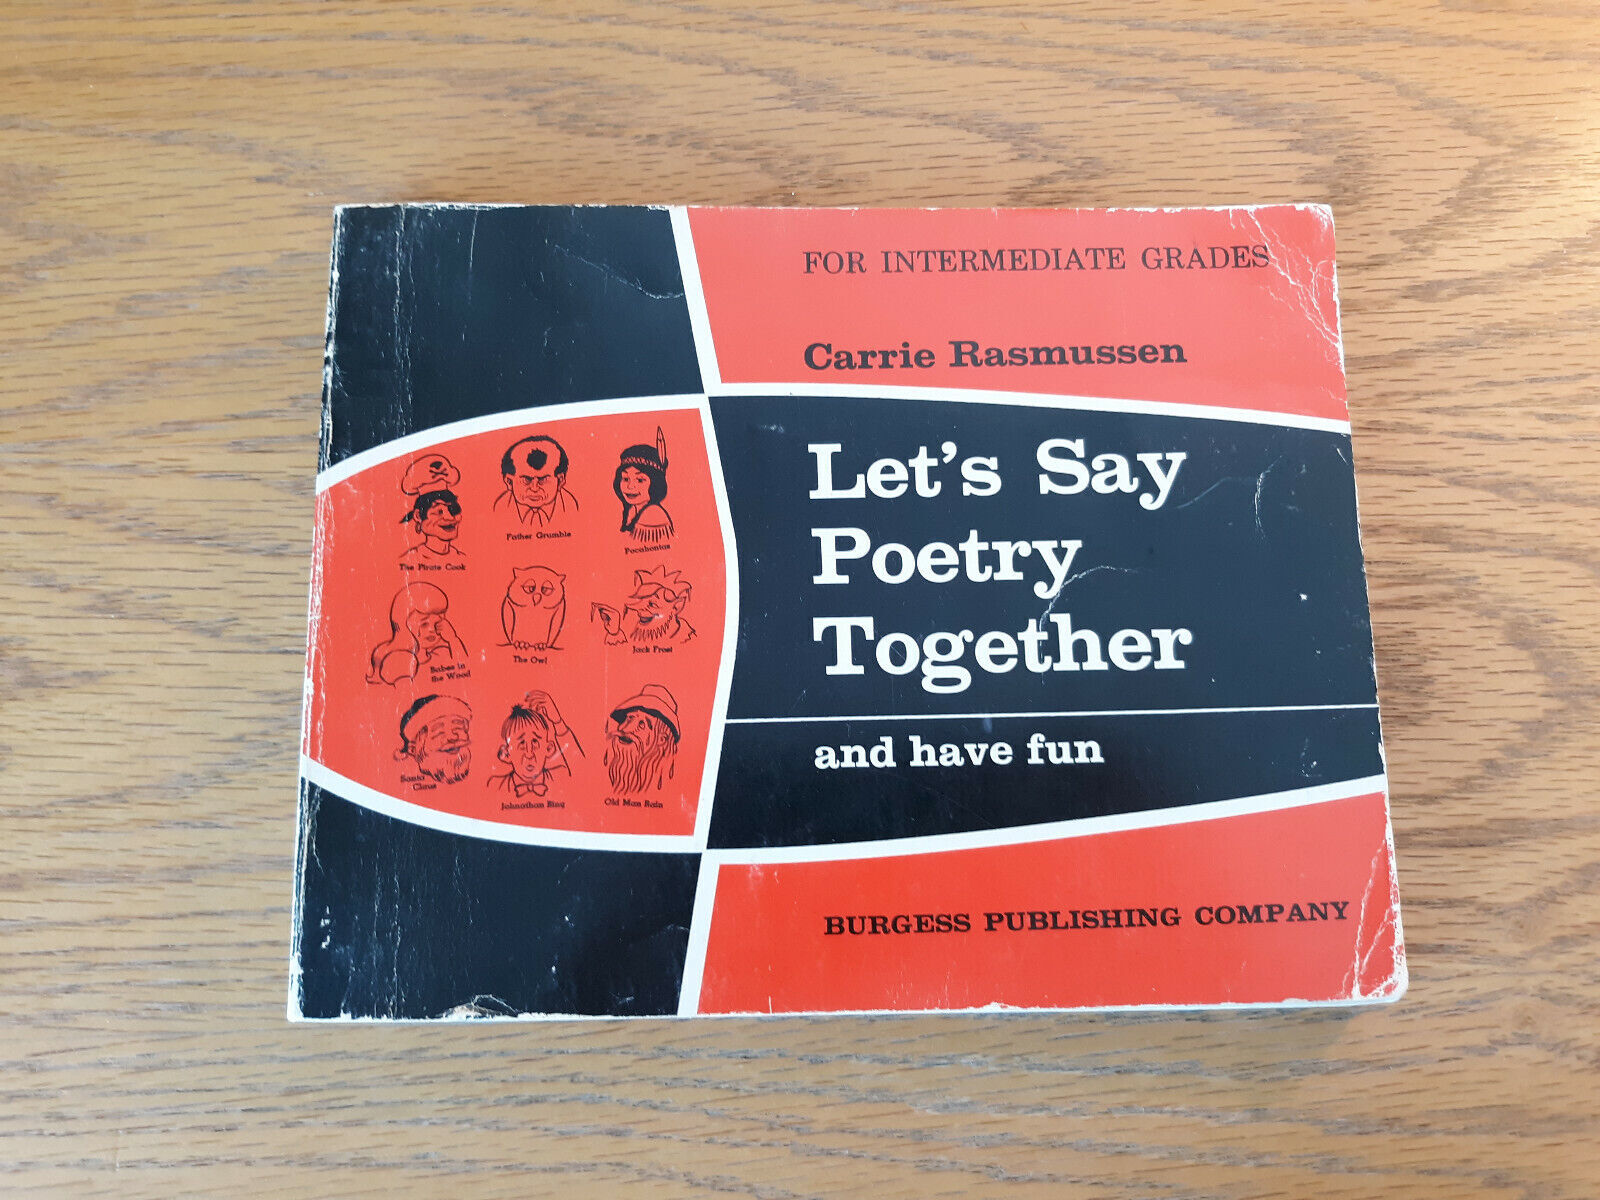 FOR INTERMEDIATE GRADES
Carrie Rasmussen
Let's Say
Poetry
Together
and have fun
BURGESS PUBLISHING COMPANY
The Pirate Cook
Father Grumble
Pocahontas
Babes in
the Wood
The Owl
Jack Frost
Santa
Claus
Johnathan Bing
Old Man Rain